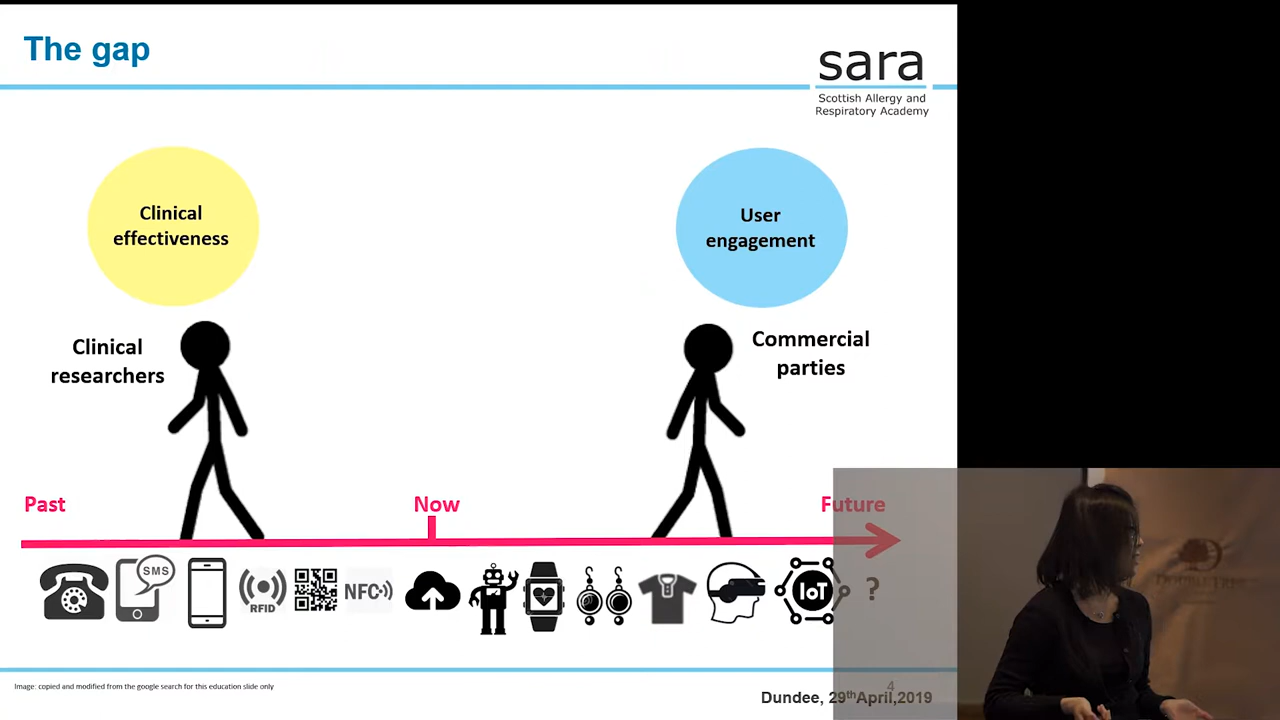 The gap
sara
Scottish Allergy and
Respiratory Academy
Clinical
effectiveness
User
engagement
Clinical
researchers
Commercial
parties
Past
Now
Future
SMS
RFID
NFC
IoT
?
Image: copied and modified from the google search for this education slide only
4
Dundee, 29thApril,2019